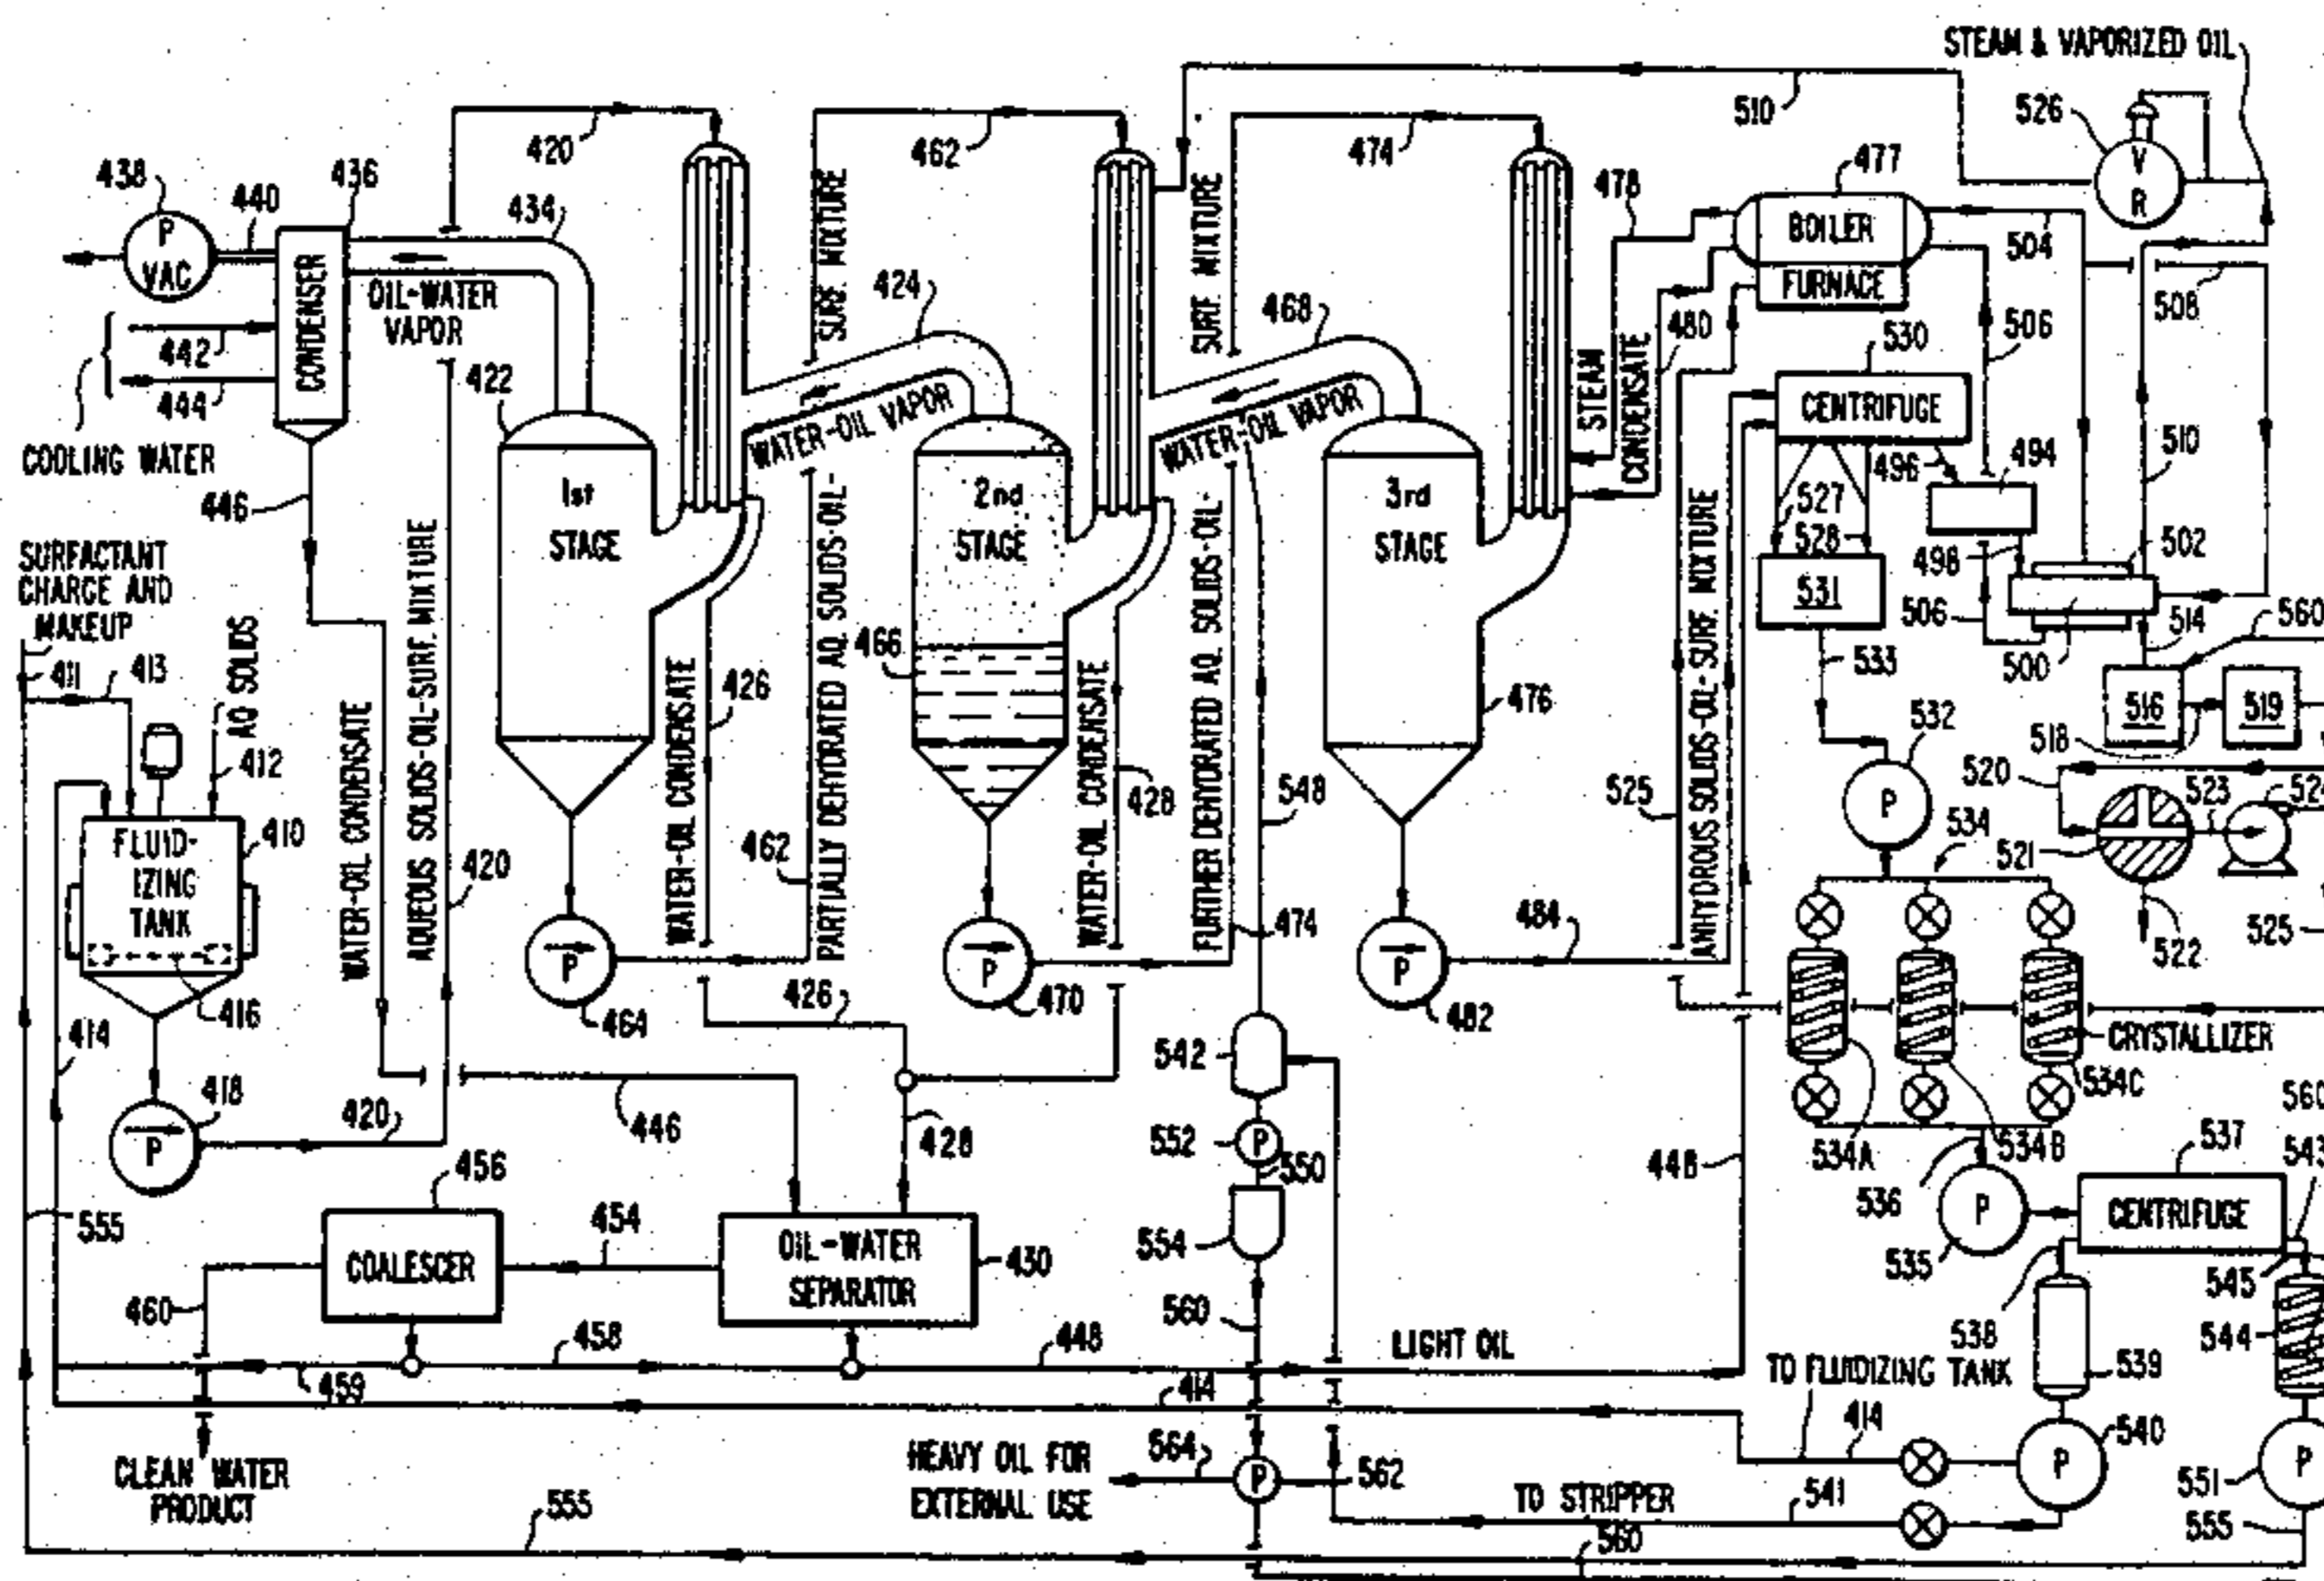 STEAM & VAPORIZED OIL
510
526
V
R
420
462
474
477
478
438
P
VAC
440
436
434
SURF. MIXTURE
SURF. MIXTURE
BOILER
FURNACE
504
508
CONDENSER
OIL-WATER
VAPOR
424
468
480
506
530
442
444
COOLING WATER
422
420
WATER-OIL VAPOR
WATER-OIL VAPOR
STEAM
CONDENSATE
CENTRIFUGE
496
494
510
446
1st
STAGE
2nd
STAGE
3rd
STAGE
527
528
498
502
531
506
500
514
560
SURFACTANT
CHARGE AND
MAKEUP
411
413
AQ SOLIDS
412
466
426
428
476
533
516
518
519
532
P
520
523
524
521
522
525
534
FLUID-
IZING
TANK
410
416
414
WATER-OIL CONDENSATE
AQUEOUS SOLIDS-OIL-SURF. MIXTURE
420
WATER-OIL CONDENSATE
462
PARTIALLY DEHYDRATED AQ. SOLIDS-OIL-
WATER-OIL CONDENSATE
FURTHER DEHYDRATED AQ. SOLIDS-OIL-
548
474
525
ANHYDROUS SOLIDS-OIL-SURF. MIXTURE
P
464
P
470
P
482
484
426
CRYSTALLIZER
534C
534A
534B
P
418
420
446
428
542
552
P
550
554
448
560
536
P
535
537
CENTRIFUGE
543
545
544
555
456
COALESCER
454
OIL-WATER
SEPARATOR
430
460
458
448
459
414
LIGHT OIL
560
TO FLUIDIZING TANK
414
538
539
P
540
P
551
555
CLEAN WATER
PRODUCT
HEAVY OIL FOR
EXTERNAL USE
564
P
562
TO STRIPPER
541
555
560